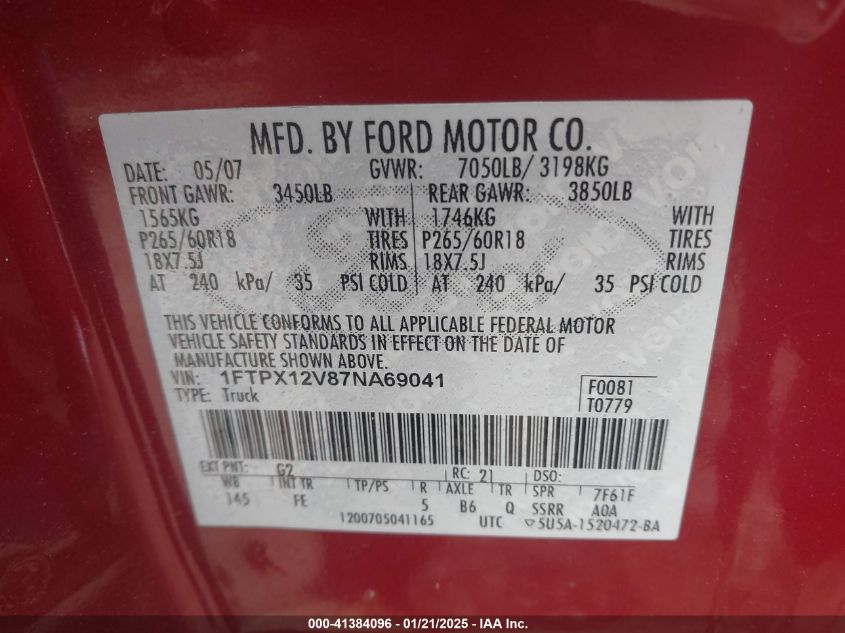 MFD. BY FORD MOTOR CO.
DATE: 05/07 GVWR: 7050LB/ 3198KG
FRONT GAWR: 3450LB REAR GAWR: 3850LB
1565KG WITH 1746KG WITH
P265/60R18 TIRES P265/60R18 TIRES
18X7.5J RIMS 18X7.5J RIMS
AT 240 kPa/ 35 PSI COLD AT 240 kPa/ 35 PSI COLD
THIS VEHICLE CONFORMS TO ALL APPLICABLE FEDERAL MOTOR
VEHICLE SAFETY STANDARDS IN EFFECT ON THE DATE OF
MANUFACTURE SHOWN ABOVE.
VIN: 1FTPX12V87NA69041 F0081
TYPE: Truck T0779
EXT PNT: G2 RC: 21 DSO:
WB INT TR TP/PS R AXLE TR SPR 7F61F
145 FE 5 B6 Q SSRR A0A
1200705041165 UTC ▽5U5A-1520472-BA
000-41384096 — 01/21/2025 — IAA Inc.